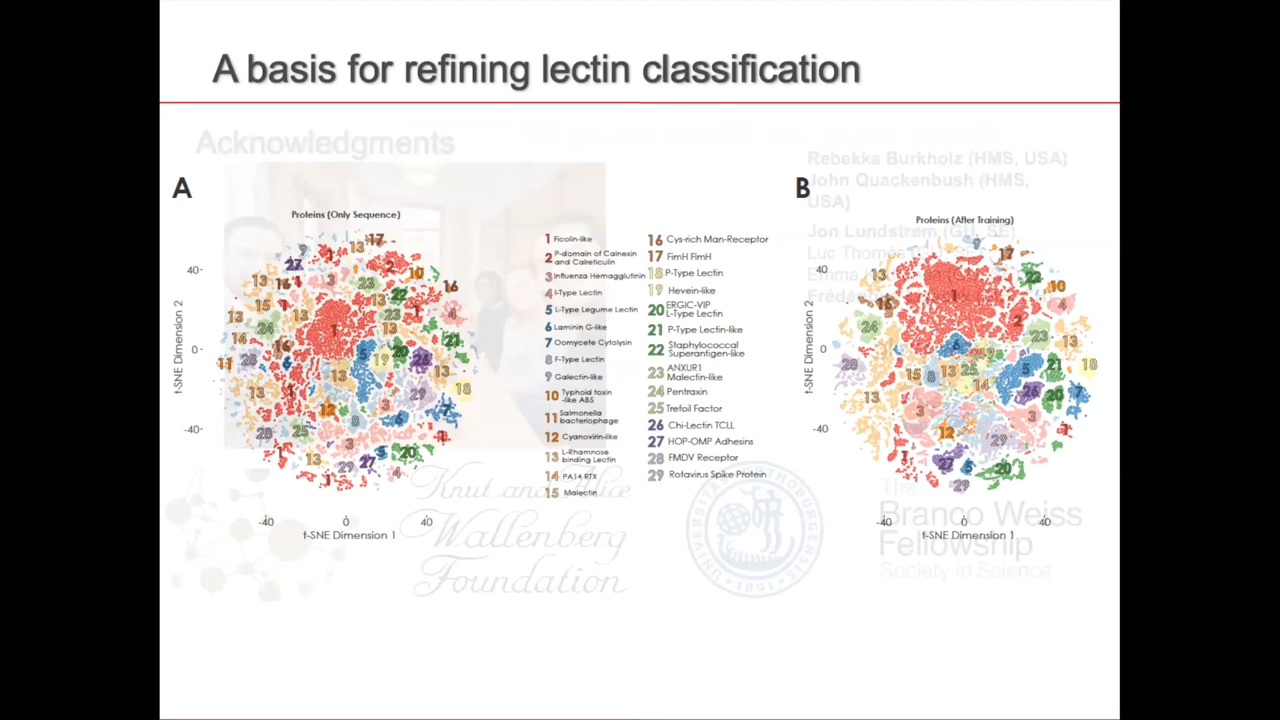 A basis for refining lectin classification
Acknowledgments
Rebekka Burkholz (HMS, USA)
John Quackenbush (HMS,
USA)
Jon Lundstrøm (GU, SE)
A
Proteins (Only Sequence)
t-SNE Dimension 2
40
0
-40
-40 0 40
t-SNE Dimension 1
1 Ficolin-like
2 P-domain of Calnexin
and Calreticulin
3 Influenza Hemagglutinin
4 I-Type Lectin
5 L-Type Legume Lectin
6 Laminin G-like
7 Oomycete Cytolysin
8 F-Type Lectin
9 Galectin-like
10 Typhoid toxin
-like AB5
11 Salmonella
bacteriophage
12 Cyanovirin-like
13 L-Rhamnose
binding Lectin
14 PA14 RTX
15 Malectin
16 Cys-rich Man-Receptor
17 FimH FimH
18 P-Type Lectin
19 Hevein-like
20 ERGIC-VIP
L-Type Lectin
21 P-Type Lectin-like
22 Staphylococcal
Superantigen-like
23 ANXUR1
Malectin-like
24 Pentraxin
25 Trefoil Factor
26 Chi-Lectin TCLL
27 HOP-OMP Adhesins
28 FMDV Receptor
29 Rotavirus Spike Protein
B
Proteins (After Training)
t-SNE Dimension 2
40
0
-40
-40 0 40
t-SNE Dimension 1
Knut and Alice
Wallenberg
Foundation
The
Branco Weiss
Fellowship
Society in Science